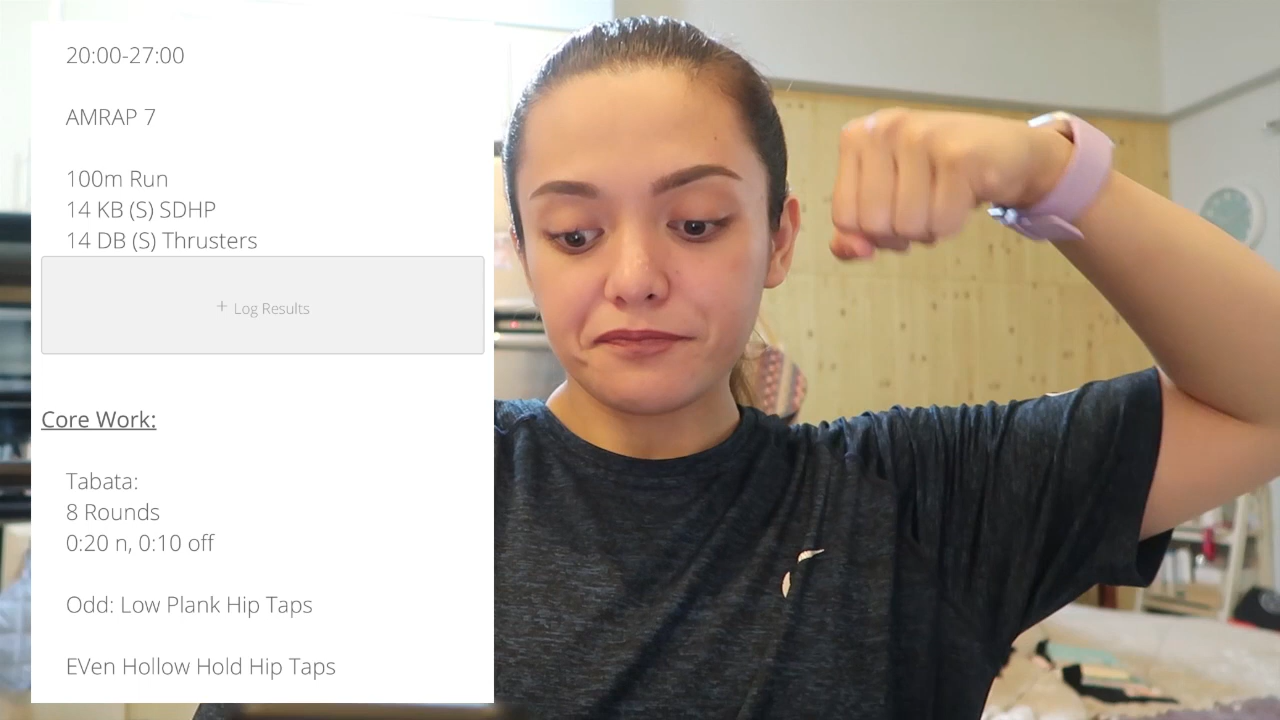 20:00-27:00
AMRAP 7
100m Run
14 KB (S) SDHP
14 DB (S) Thrusters
+ Log Results
Core Work:
Tabata:
8 Rounds
0:20 n, 0:10 off
Odd: Low Plank Hip Taps
EVen Hollow Hold Hip Taps